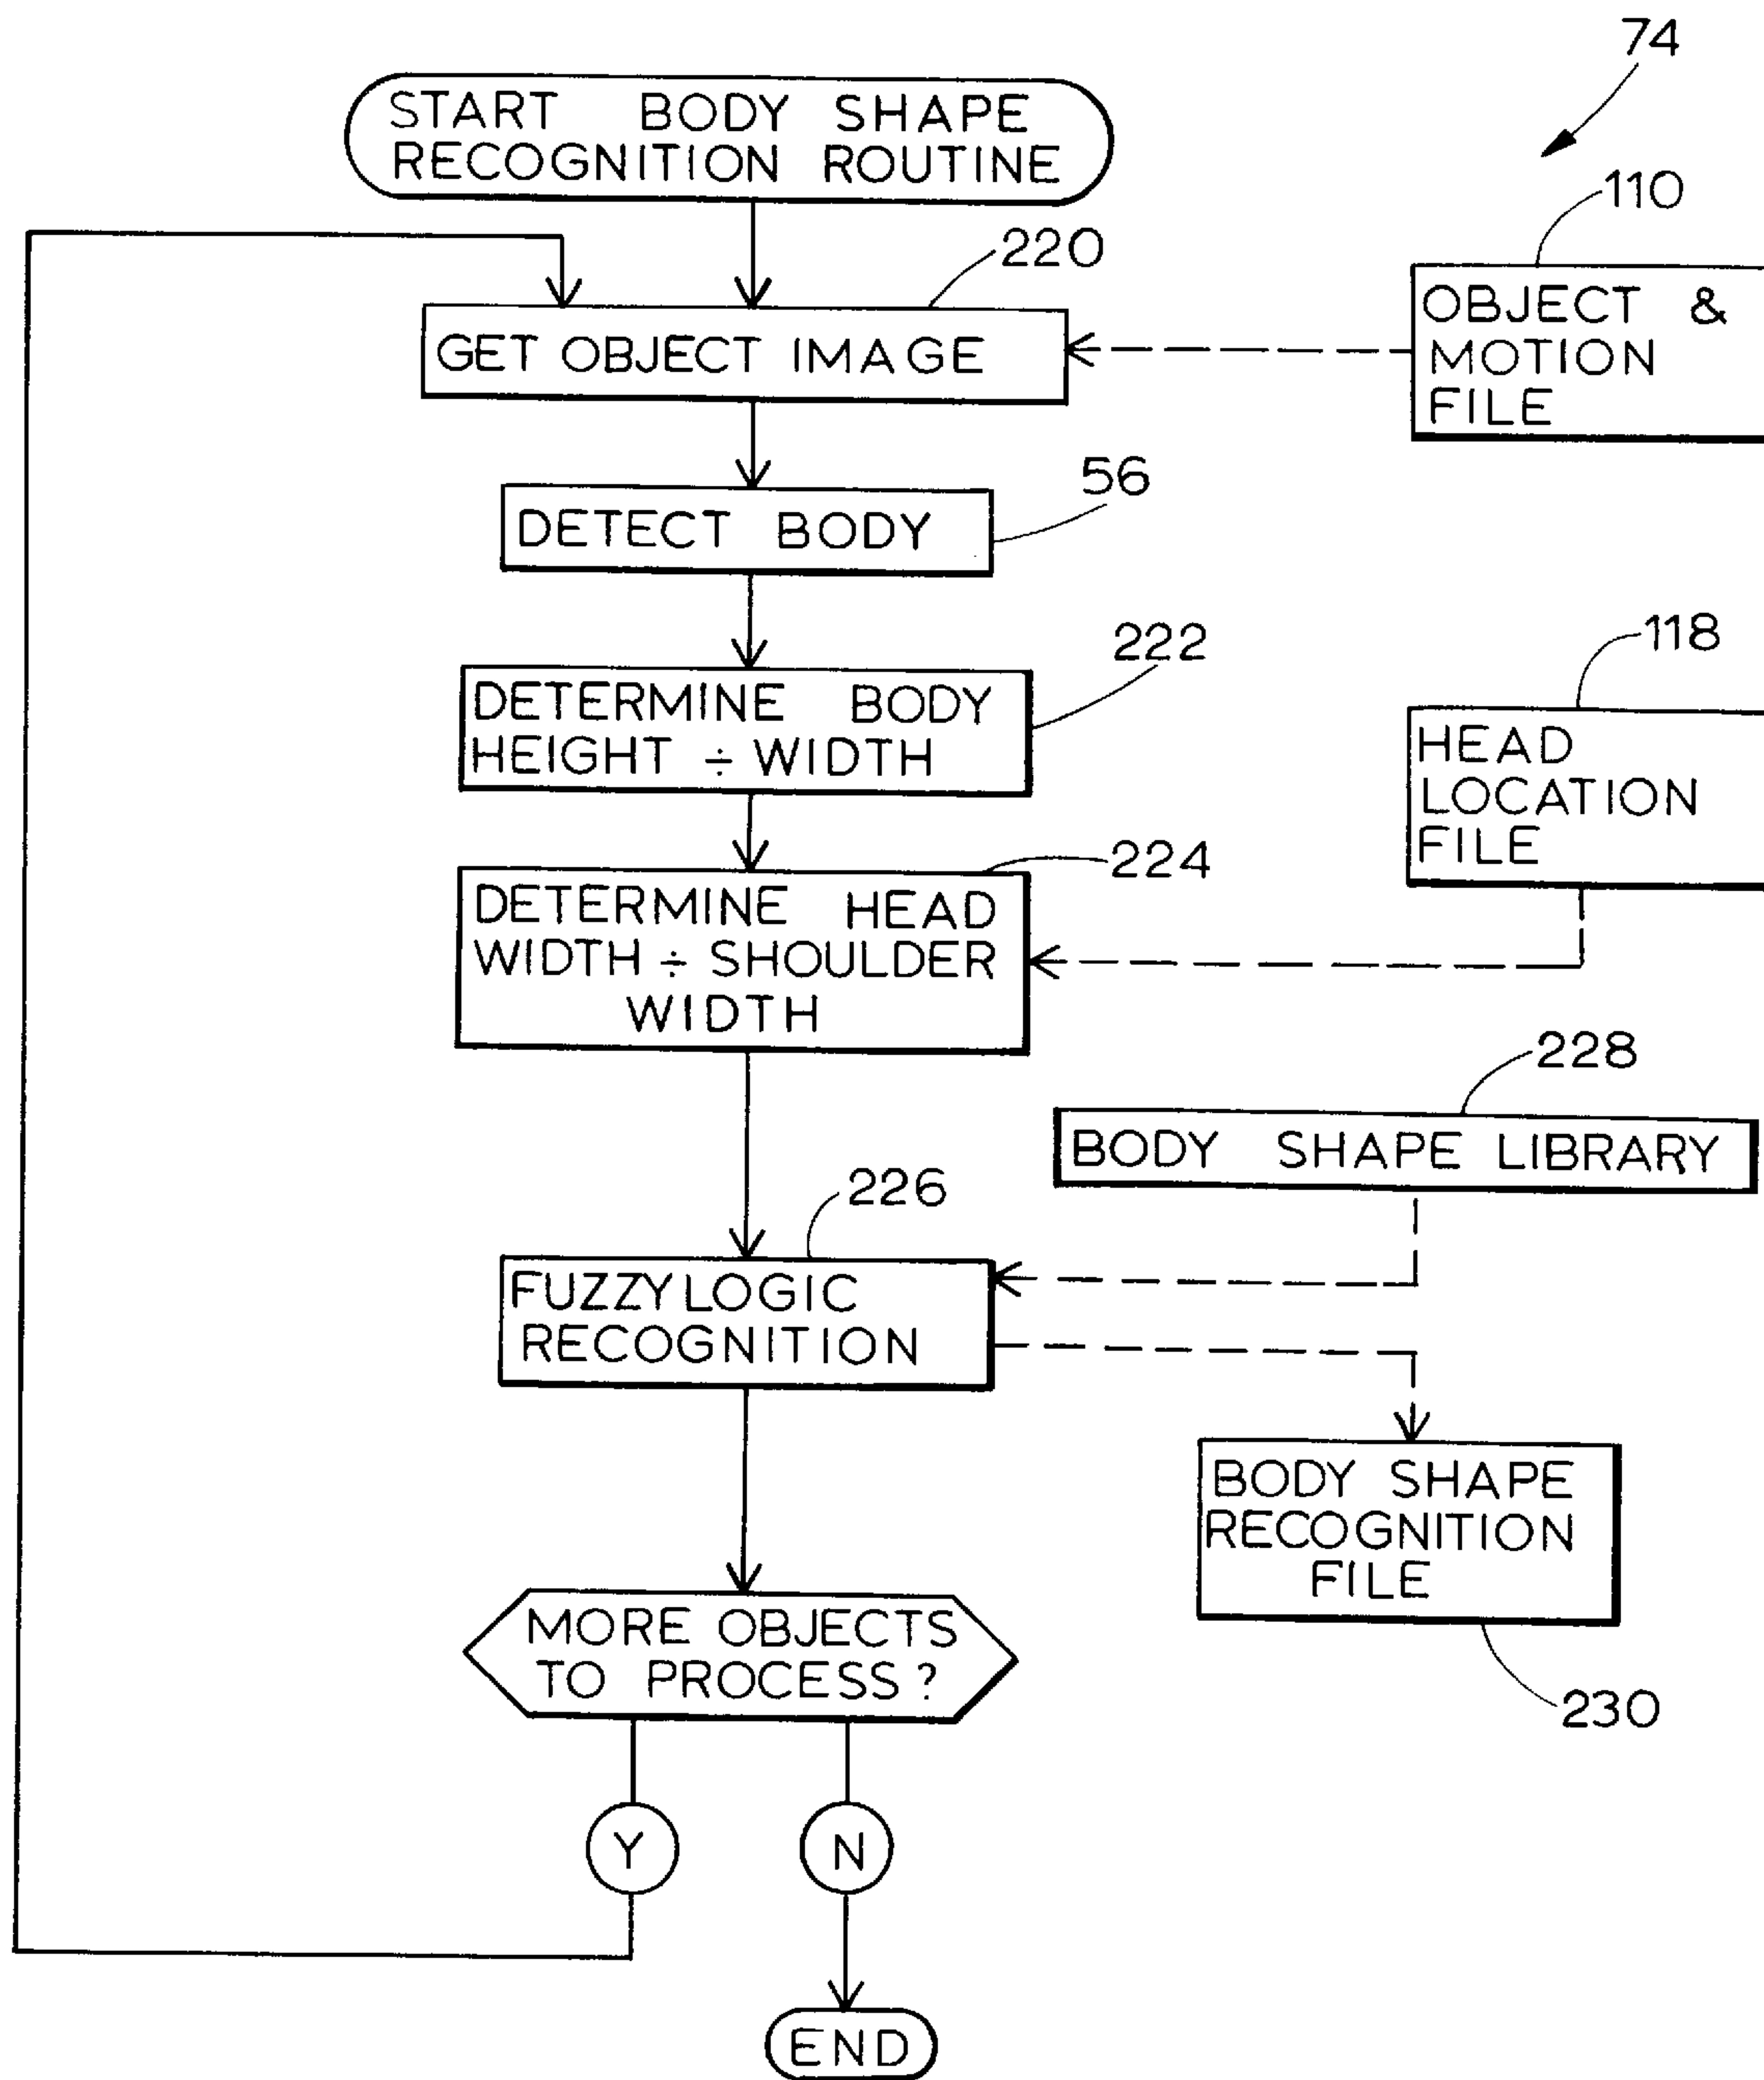 74
START BODY SHAPE
RECOGNITION ROUTINE
110
220
OBJECT &
MOTION
FILE
GET OBJECT IMAGE
56
DETECT BODY
222
118
DETERMINE BODY
HEIGHT ÷ WIDTH
HEAD
LOCATION
FILE
224
DETERMINE HEAD
WIDTH ÷ SHOULDER
WIDTH
228
BODY SHAPE LIBRARY
226
FUZZYLOGIC
RECOGNITION
BODY SHAPE
RECOGNITION
FILE
230
MORE OBJECTS
TO PROCESS?
Y
N
END